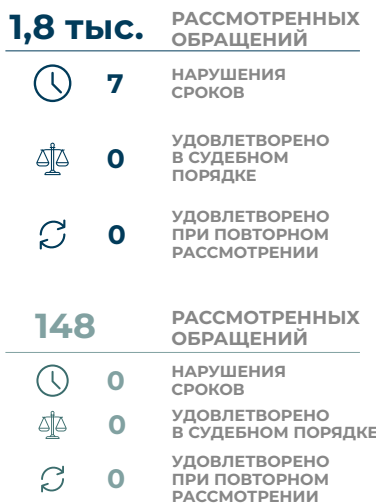 1,8 тыс. РАССМОТРЕННЫХ
ОБРАЩЕНИЙ
7 НАРУШЕНИЯ
СРОКОВ
0 УДОВЛЕТВОРЕНО
В СУДЕБНОМ
ПОРЯДКЕ
0 УДОВЛЕТВОРЕНО
ПРИ ПОВТОРНОМ
РАССМОТРЕНИИ
148 РАССМОТРЕННЫХ
ОБРАЩЕНИЙ
0 НАРУШЕНИЯ
СРОКОВ
0 УДОВЛЕТВОРЕНО
В СУДЕБНОМ ПОРЯДКЕ
0 УДОВЛЕТВОРЕНО
ПРИ ПОВТОРНОМ
РАССМОТРЕНИИ